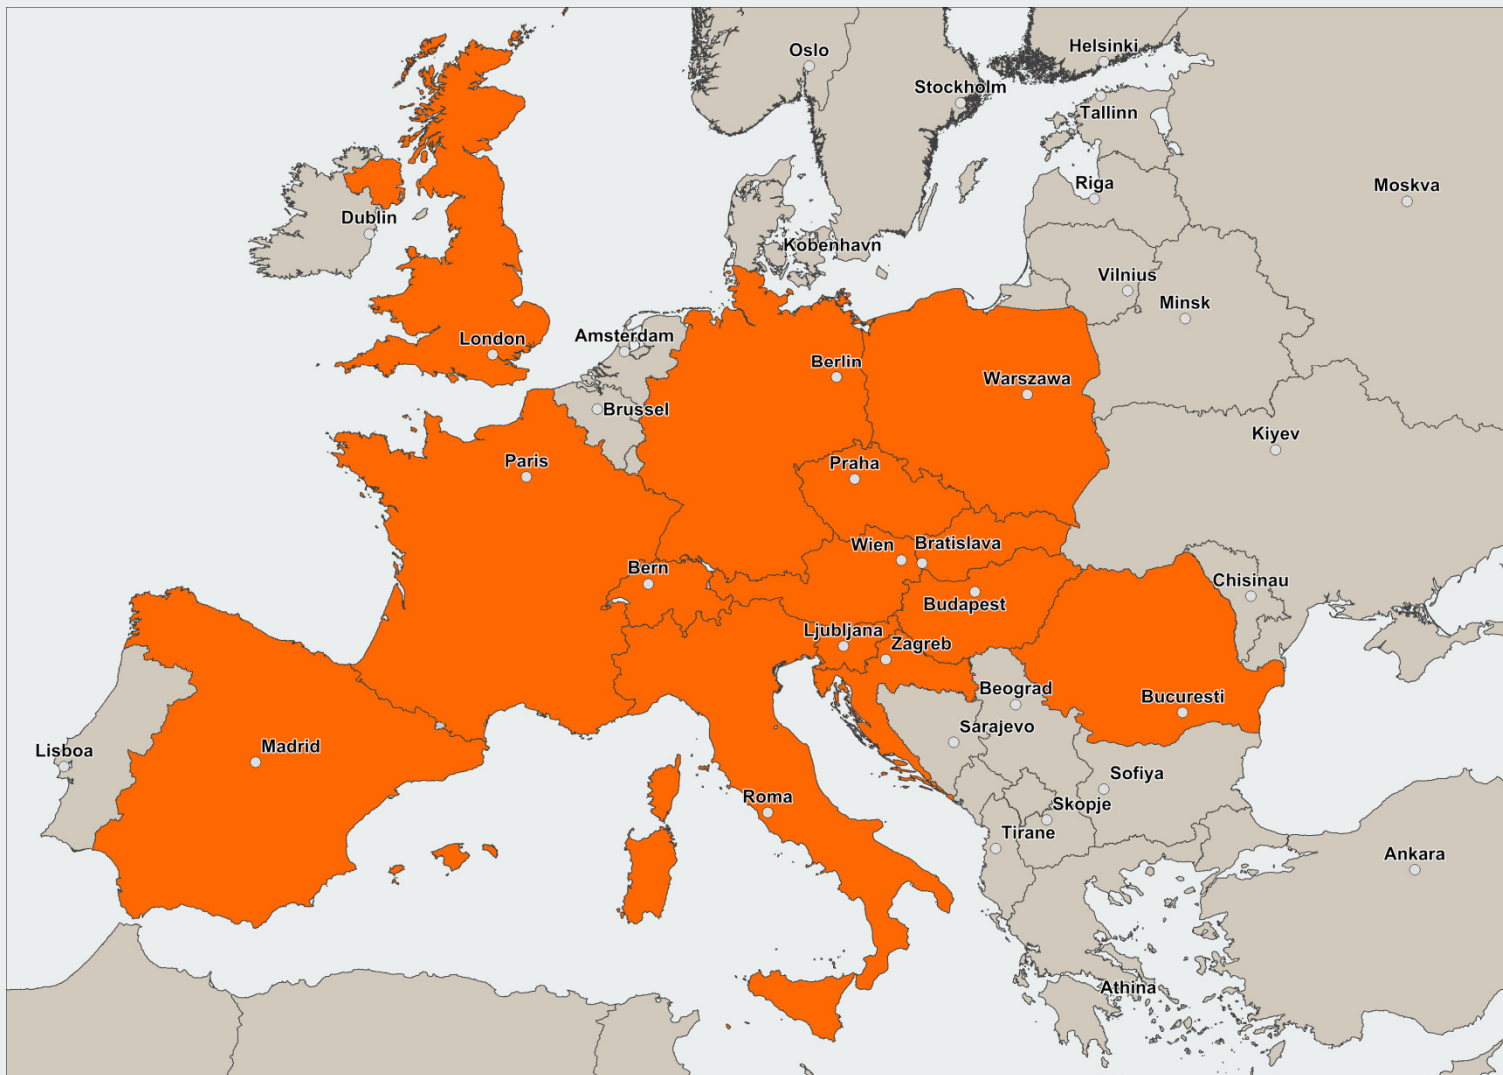 Oslo
Helsinki
Stockholm
Tallinn
Riga
Moskva
Dublin
Kobenhavn
Vilnius
Minsk
London
Amsterdam
Berlin
Warszawa
Brussel
Kiyev
Paris
Praha
Wien
Bratislava
Bern
Chisinau
Budapest
Ljubljana
Zagreb
Beograd
Bucuresti
Sarajevo
Lisboa
Madrid
Sofiya
Roma
Skopje
Tirane
Ankara
Athina